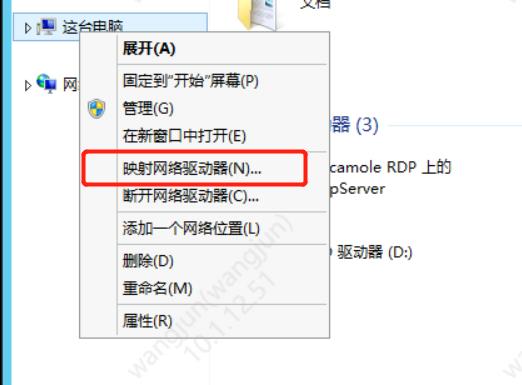 文档
这台电脑
展开(A)
网
固定到"开始"屏幕(P)
管理(G)
在新窗口中打开(E)
器 (3)
映射网络驱动器(N)...
camole RDP 上的
pServer
断开网络驱动器(C)...
添加一个网络位置(L)
驱动器 (D:)
删除(D)
重命名(M)
属性(R)
wangjun(wangjun)
10.1.12.51